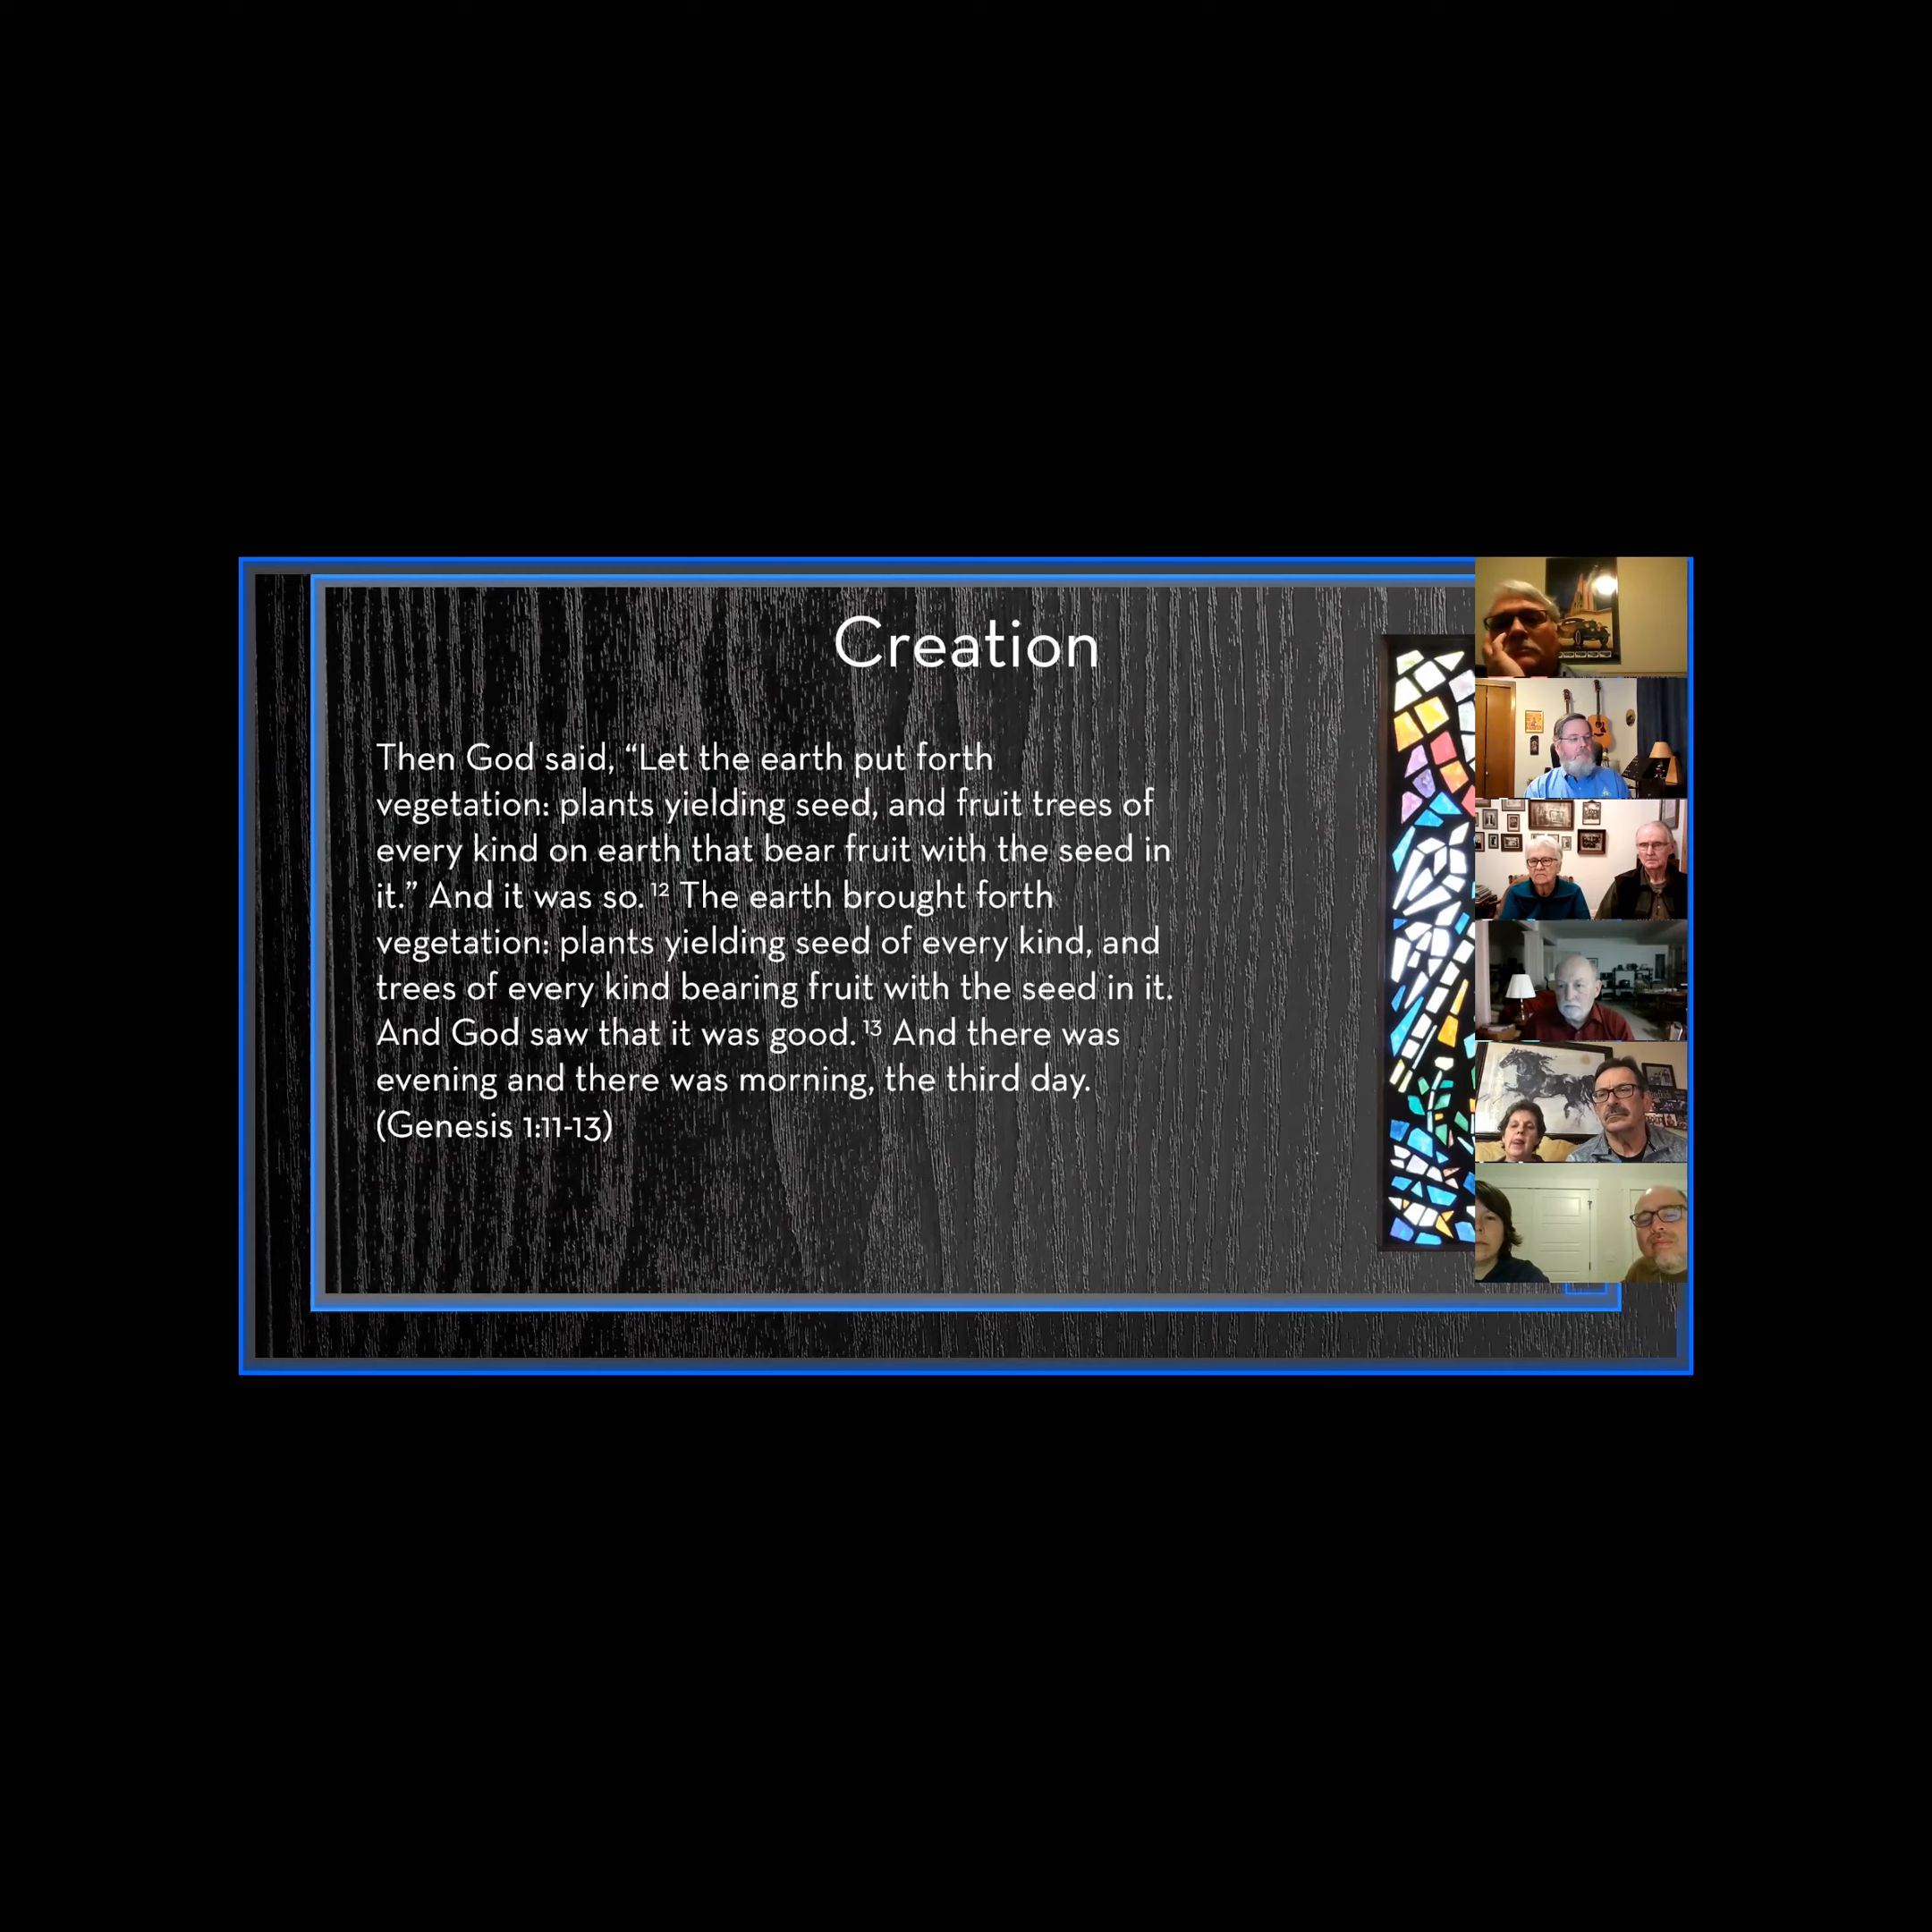 Creation
Then God said, “Let the earth put forth
vegetation: plants yielding seed, and fruit trees of
every kind on earth that bear fruit with the seed in
it.” And it was so. ¹² The earth brought forth
vegetation: plants yielding seed of every kind, and
trees of every kind bearing fruit with the seed in it.
And God saw that it was good. ¹³ And there was
evening and there was morning, the third day.
(Genesis 1:11-13)